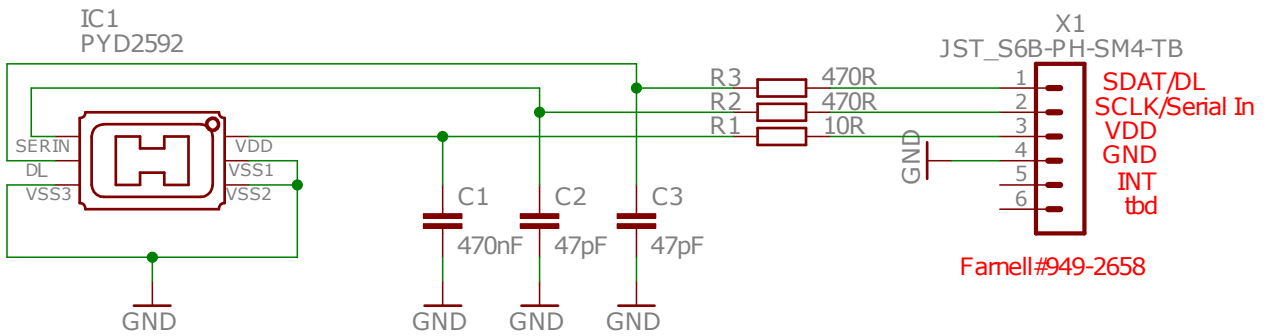 IC1
PYD2592
X1
JST_S6B-PH-SM4-TB
R3 470R 1 SDAT/DL
R2 470R 2 SCLK/Serial In
R1 10R 3 VDD
GND 4 GND
5 INT
6 tbd
SERIN VDD
DL VSS1
VSS3 VSS2
C1 C2 C3
470nF 47pF 47pF
Farnell#949-2658
GND GND GND GND